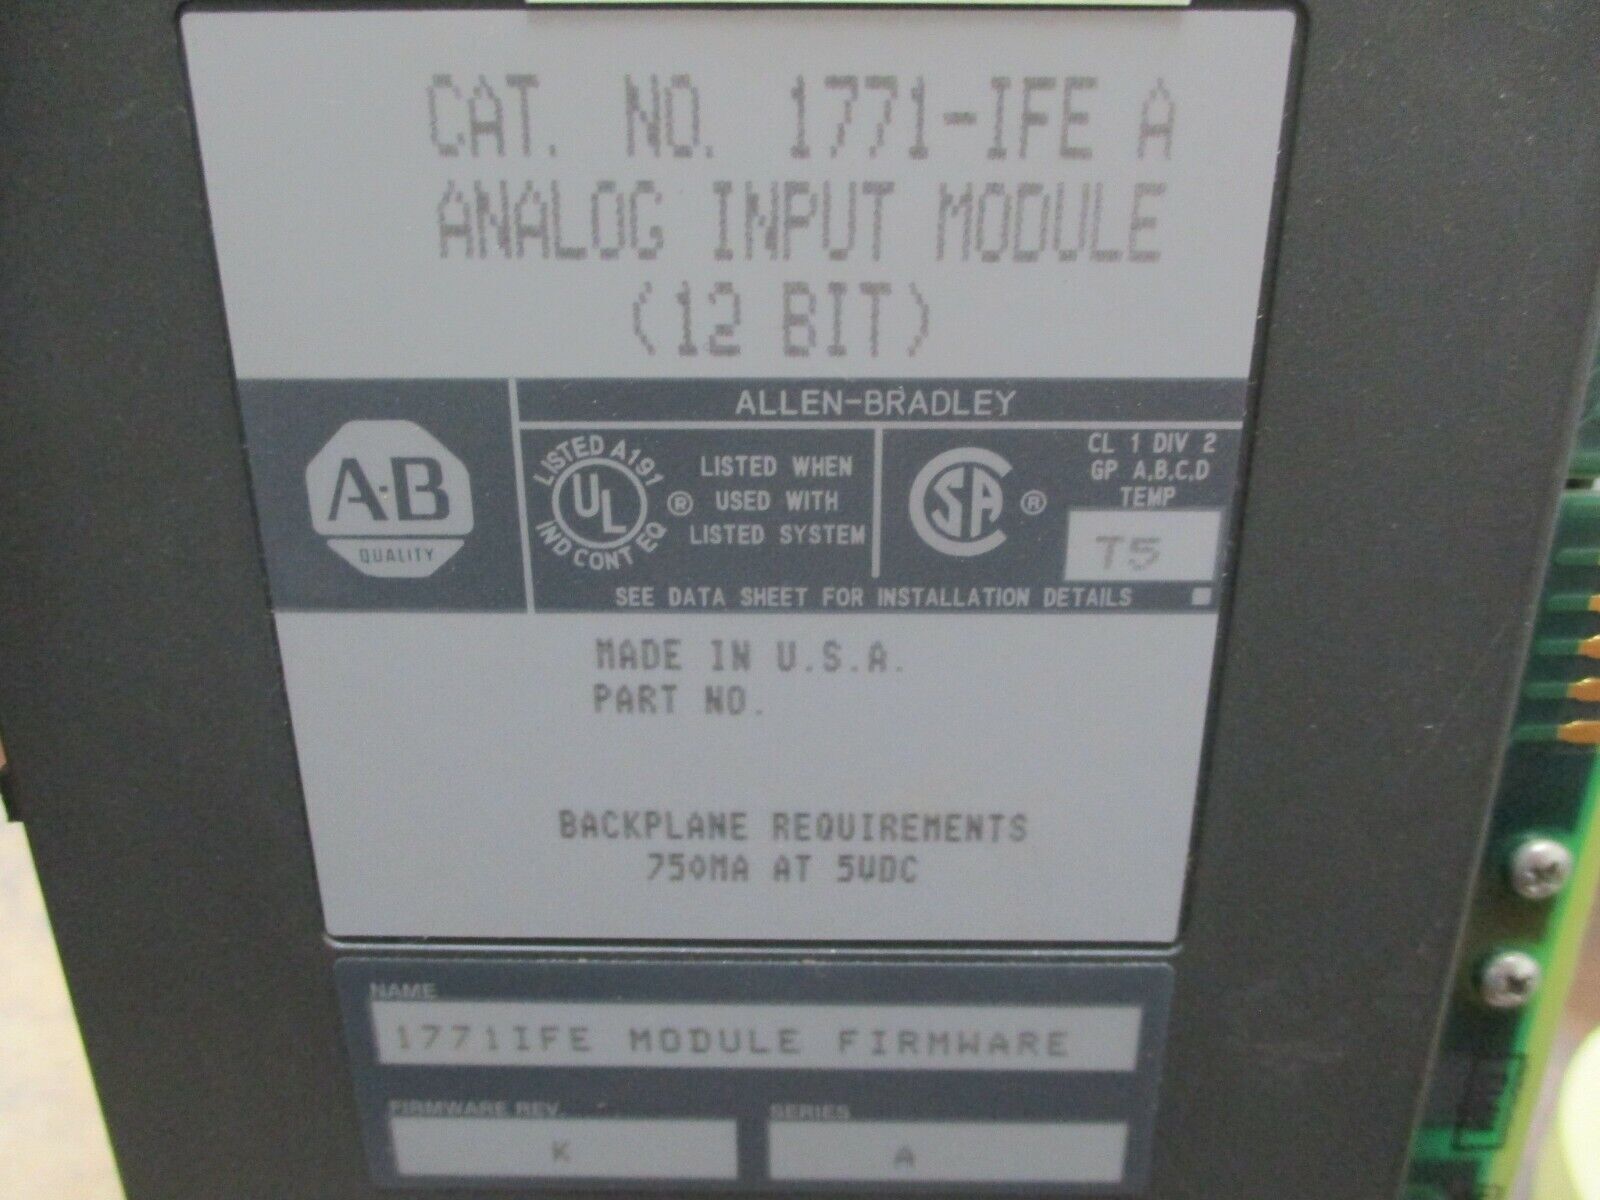 CAT. NO. 1771-IFE A
ANALOG INPUT MODULE
(12 BIT)
ALLEN-BRADLEY
A-B
QUALITY
LISTED A191
UL
IND CONT EQ
®
LISTED WHEN
USED WITH
LISTED SYSTEM
CSA
®
CL 1 DIV 2
GP A,B,C,D
TEMP
T5
SEE DATA SHEET FOR INSTALLATION DETAILS
MADE IN U.S.A.
PART NO.
BACKPLANE REQUIREMENTS
750MA AT 5VDC
NAME
1771IFE MODULE FIRMWARE
FIRMWARE REV.
K
SERIES
A